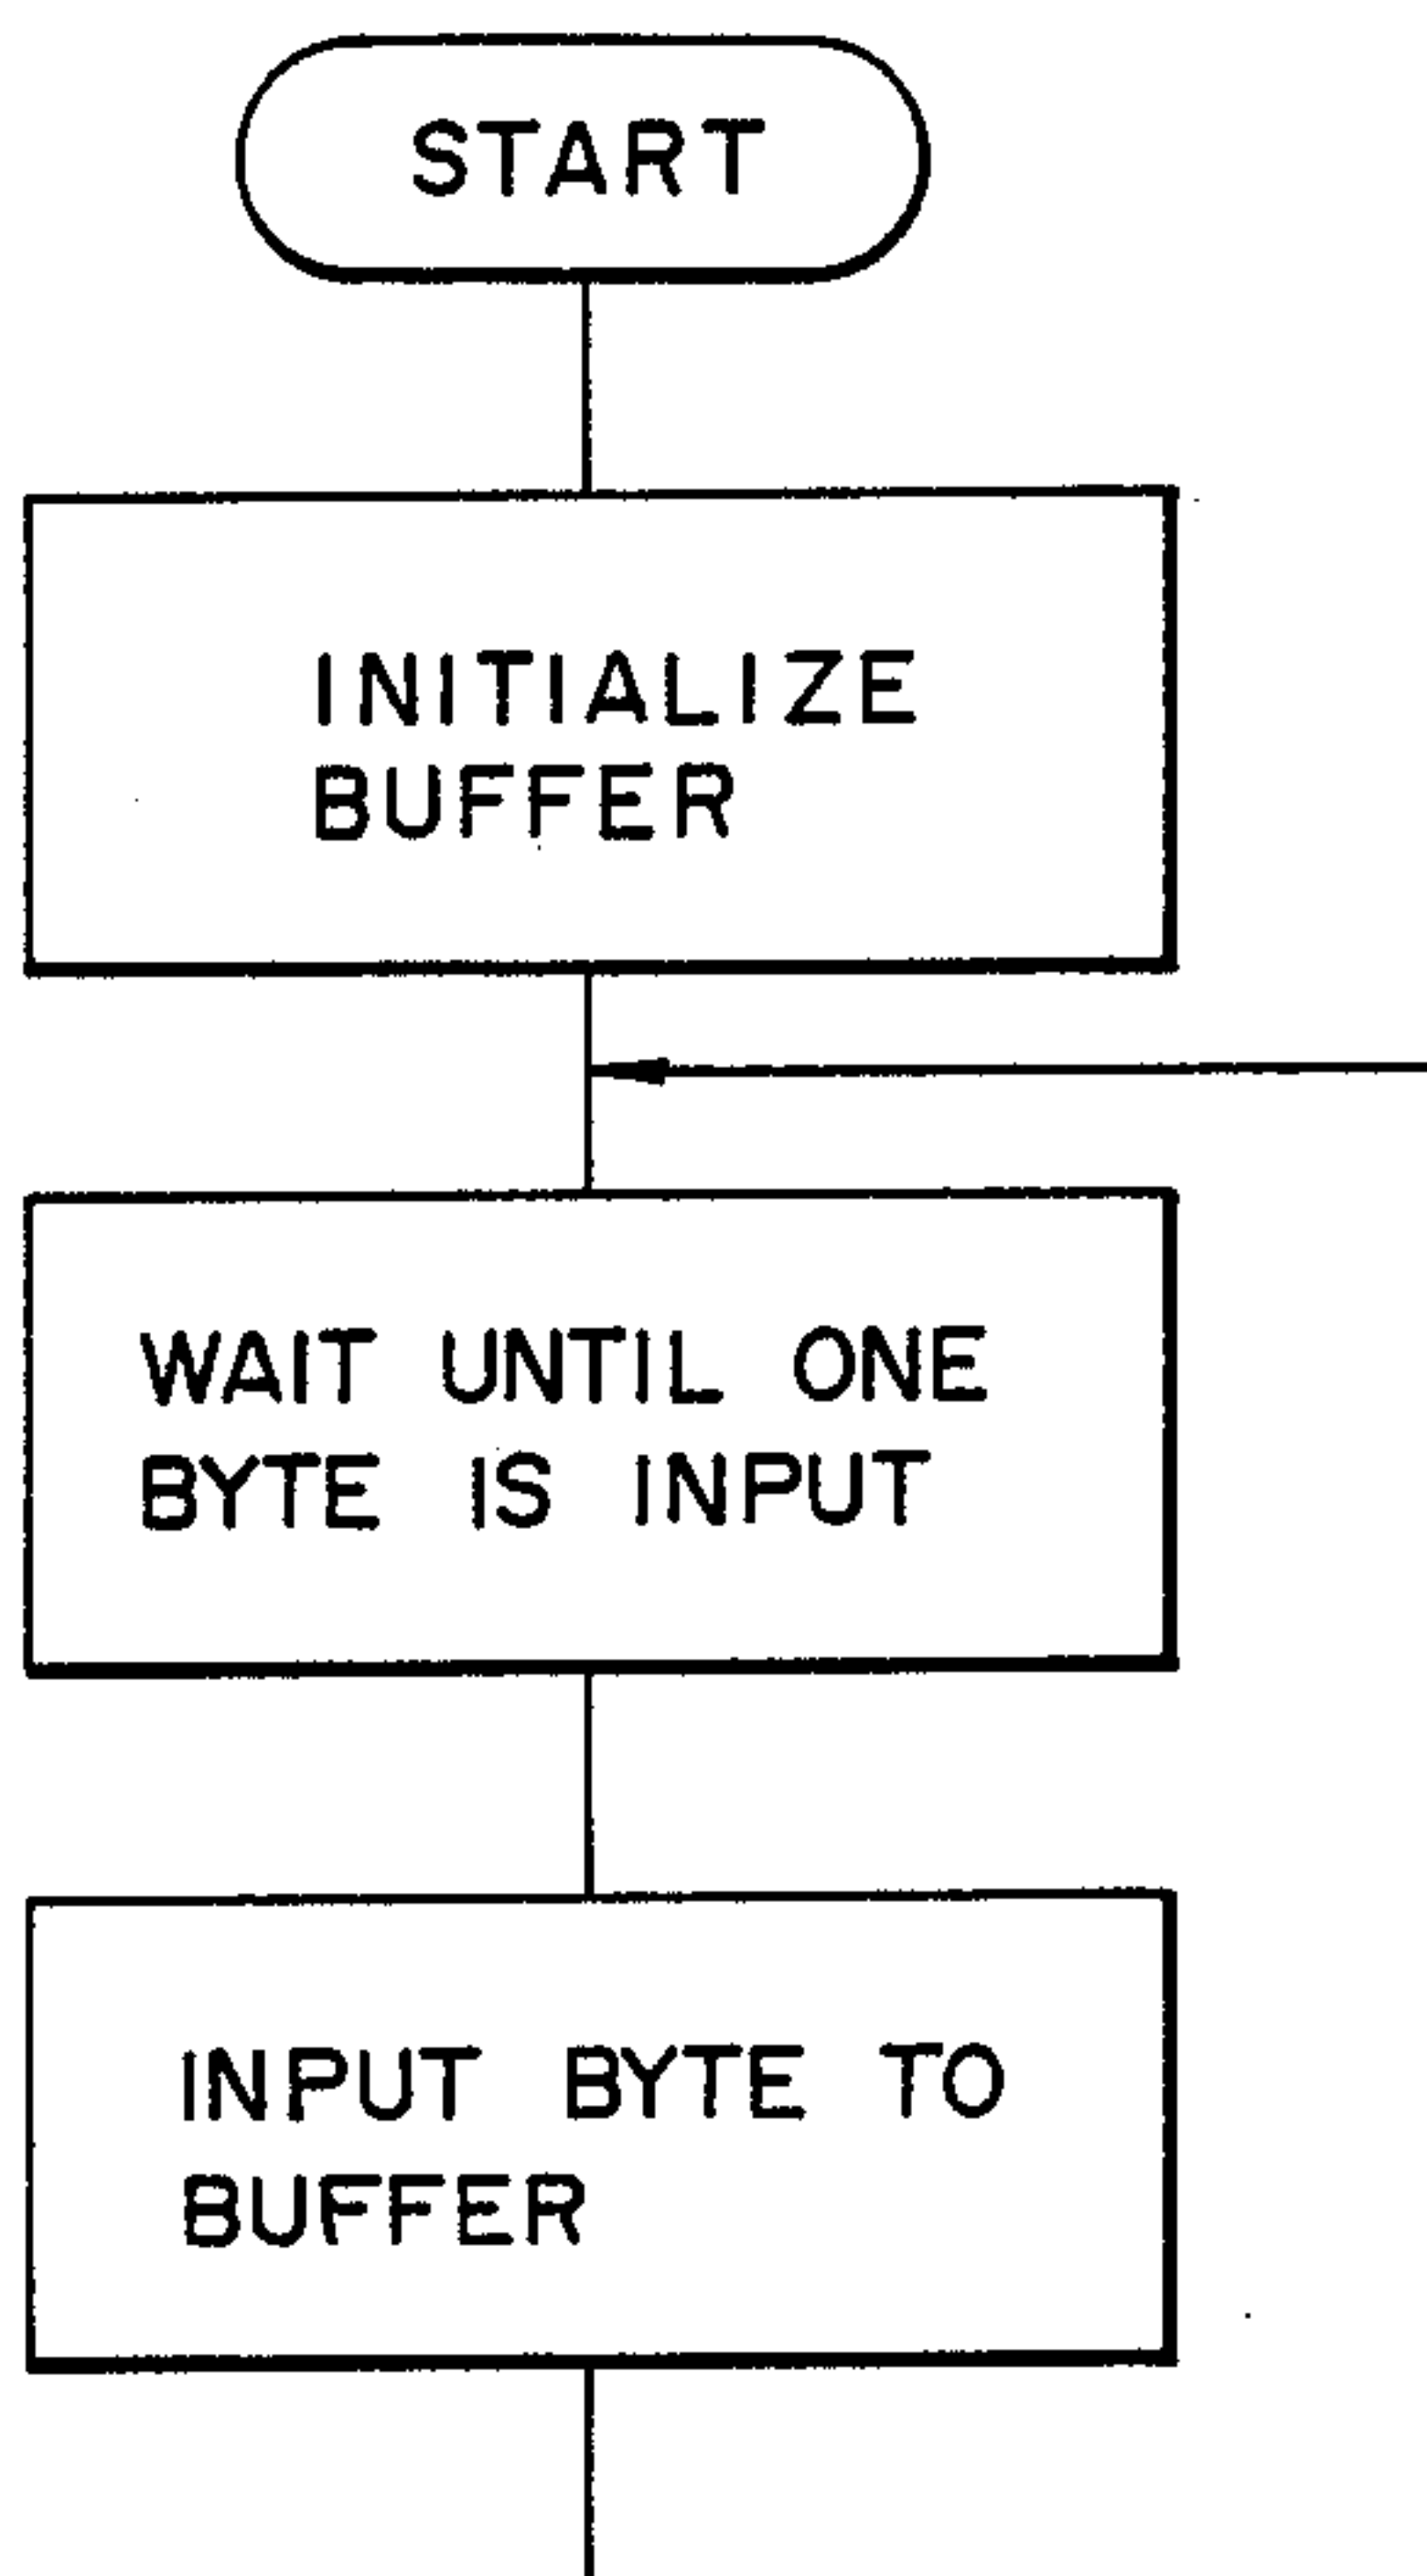 START
INITIALIZE
BUFFER
WAIT UNTIL ONE
BYTE IS INPUT
INPUT BYTE TO
BUFFER